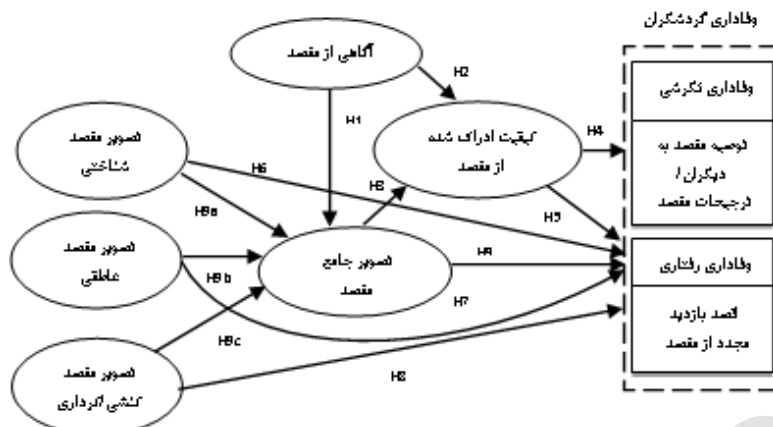 وفاداری گردشگران
آگاهی از مقصد
H2
وفاداری نگرشی
H1
تصویر مقصد
شناختی
کیفیت ادراک شده
از مقصد
H4
توصیه مقصد به
دیگران /
ترجیحات مقصد
H6
H3
H5
H9a
تصویر مقصد
عاطفی
تصویر جامع
مقصد
H9b
H9
وفاداری رفتاری
H7
قصد بازدید
مجدد از مقصد
H9c
H8
تصویر مقصد
کنشی /کرداری